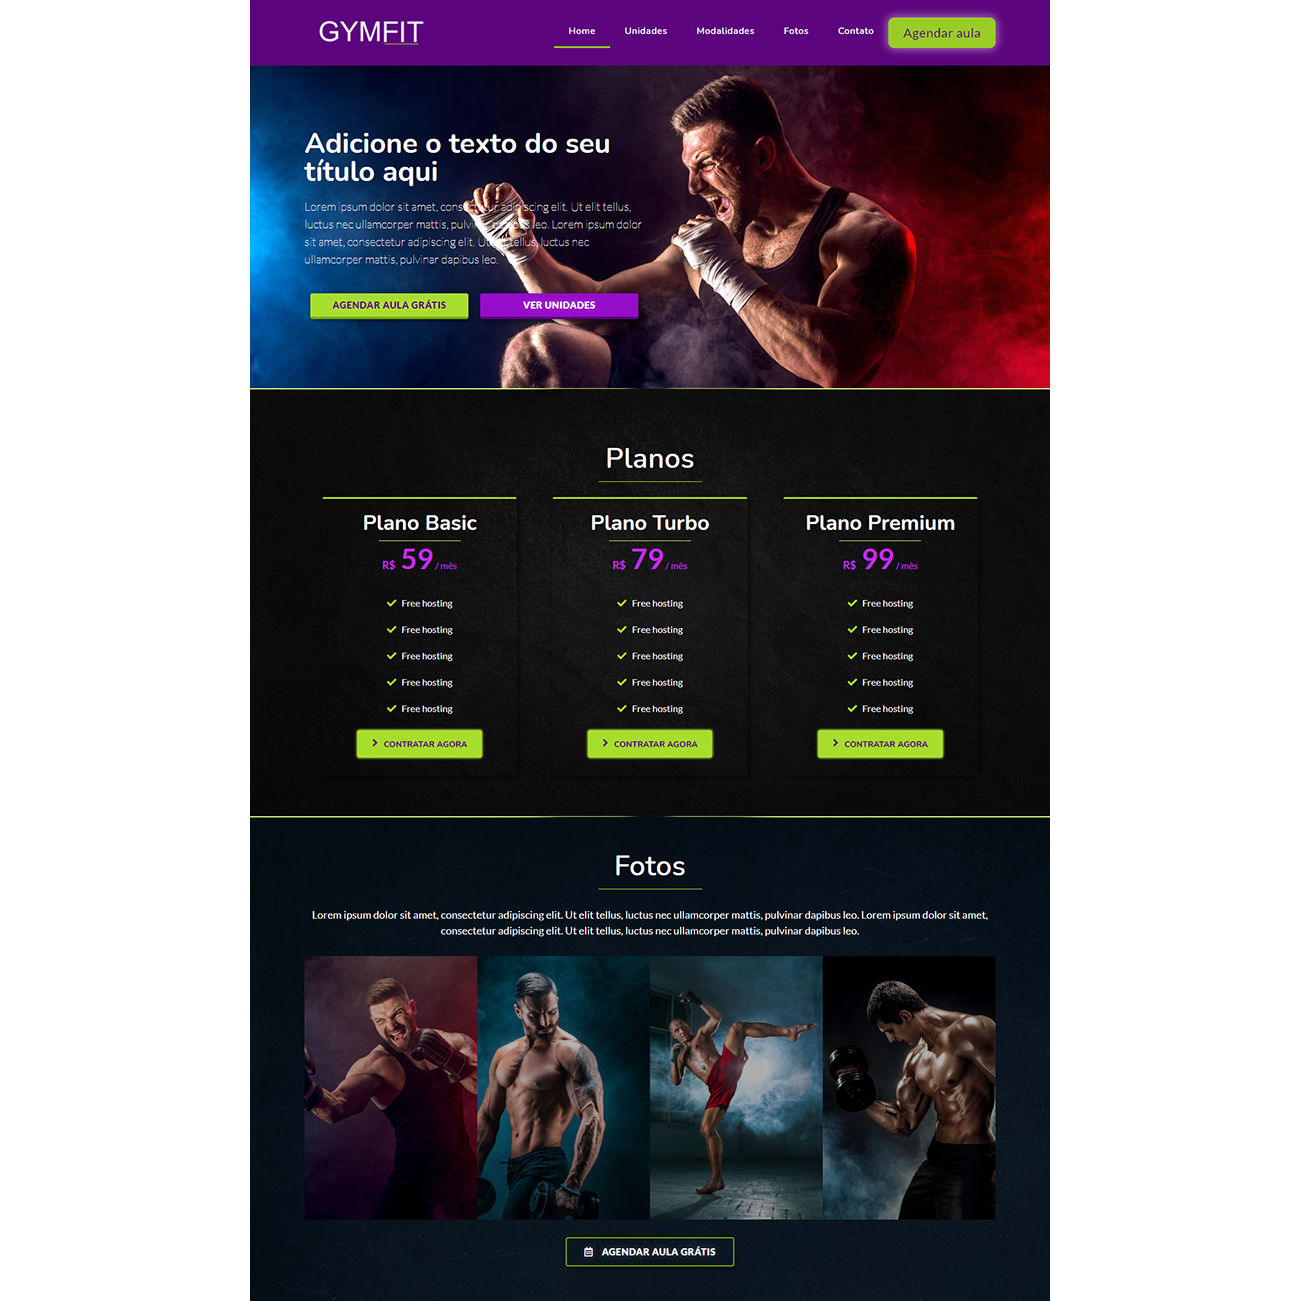 GYMFIT
Home Unidades Modalidades Fotos Contato Agendar aula
Adicione o texto do seu
título aqui
Lorem ipsum dolor sit amet, consectetur adipiscing elit. Ut elit tellus,
luctus nec ullamcorper mattis, pulvinar dapibus leo. Lorem ipsum dolor
sit amet, consectetur adipiscing elit. Ut elit tellus, luctus nec
ullamcorper mattis, pulvinar dapibus leo.
AGENDAR AULA GRÁTIS VER UNIDADES
Planos
Plano Basic
R$ 59 / mês
Free hosting
Free hosting
Free hosting
Free hosting
Free hosting
CONTRATAR AGORA
Plano Turbo
R$ 79 / mês
Free hosting
Free hosting
Free hosting
Free hosting
Free hosting
CONTRATAR AGORA
Plano Premium
R$ 99 / mês
Free hosting
Free hosting
Free hosting
Free hosting
Free hosting
CONTRATAR AGORA
Fotos
Lorem ipsum dolor sit amet, consectetur adipiscing elit. Ut elit tellus, luctus nec ullamcorper mattis, pulvinar dapibus leo. Lorem ipsum dolor sit amet,
consectetur adipiscing elit. Ut elit tellus, luctus nec ullamcorper mattis, pulvinar dapibus leo.
AGENDAR AULA GRÁTIS